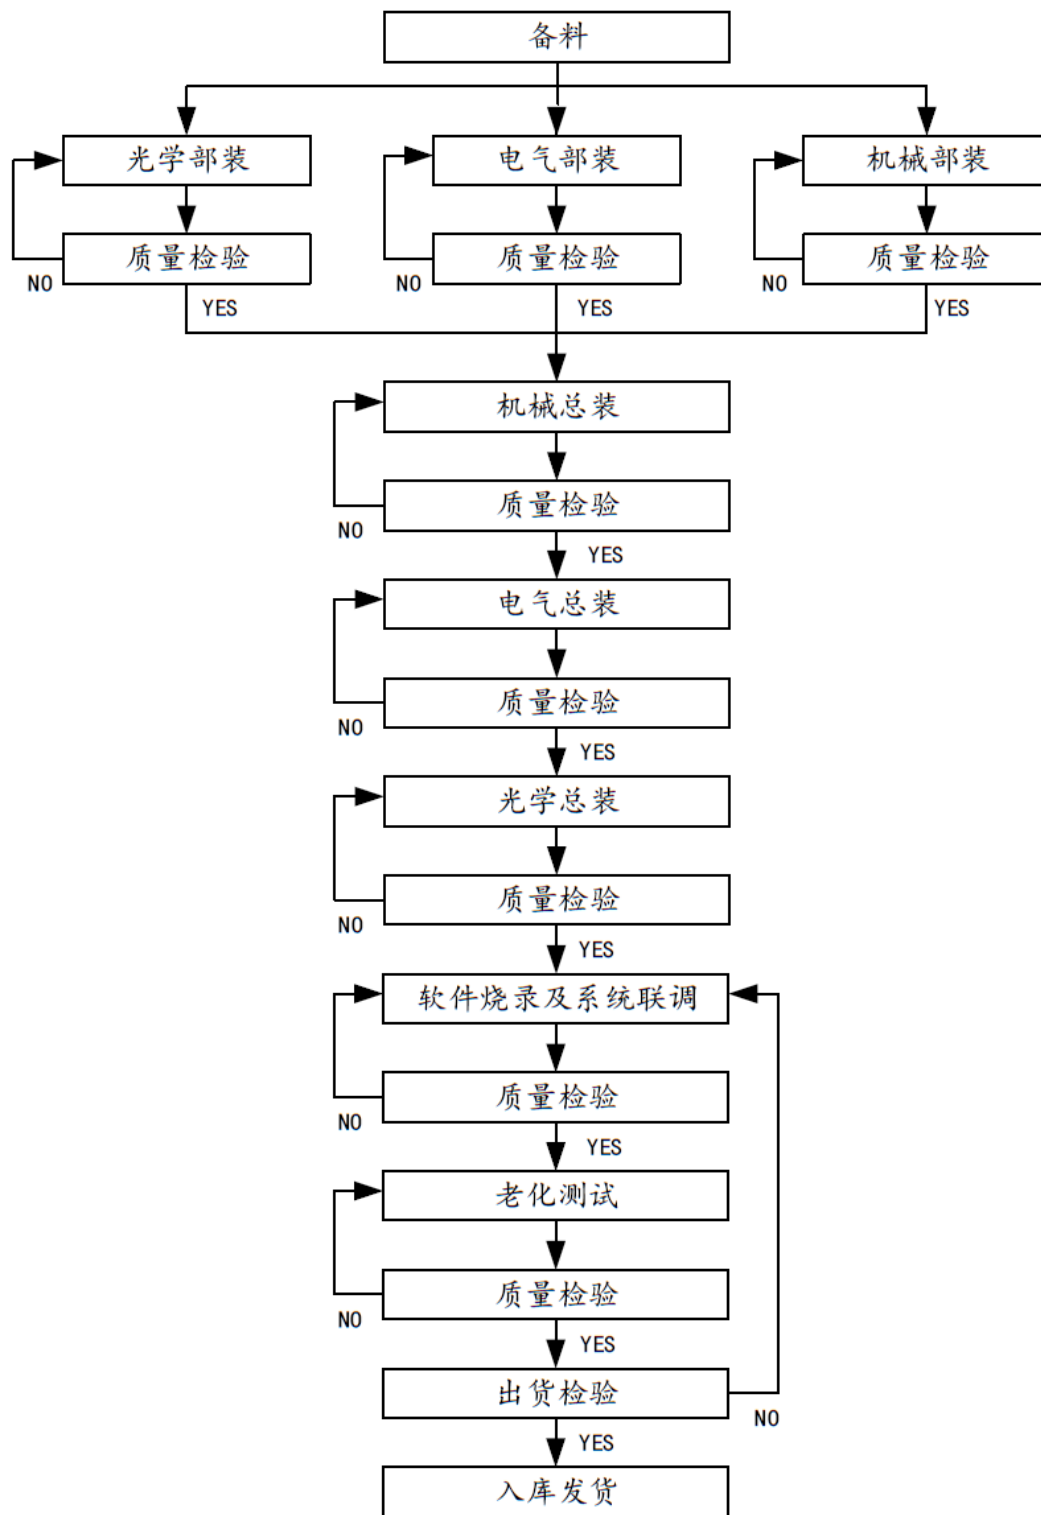 备料
光学部装 电气部装 机械部装
质量检验 质量检验 质量检验
NO NO NO
YES YES YES
机械总装
质量检验
NO
YES
电气总装
质量检验
NO
YES
光学总装
质量检验
NO
YES
软件烧录及系统联调
质量检验
NO
YES
老化测试
质量检验
NO
YES
出货检验
NO
YES
入库发货